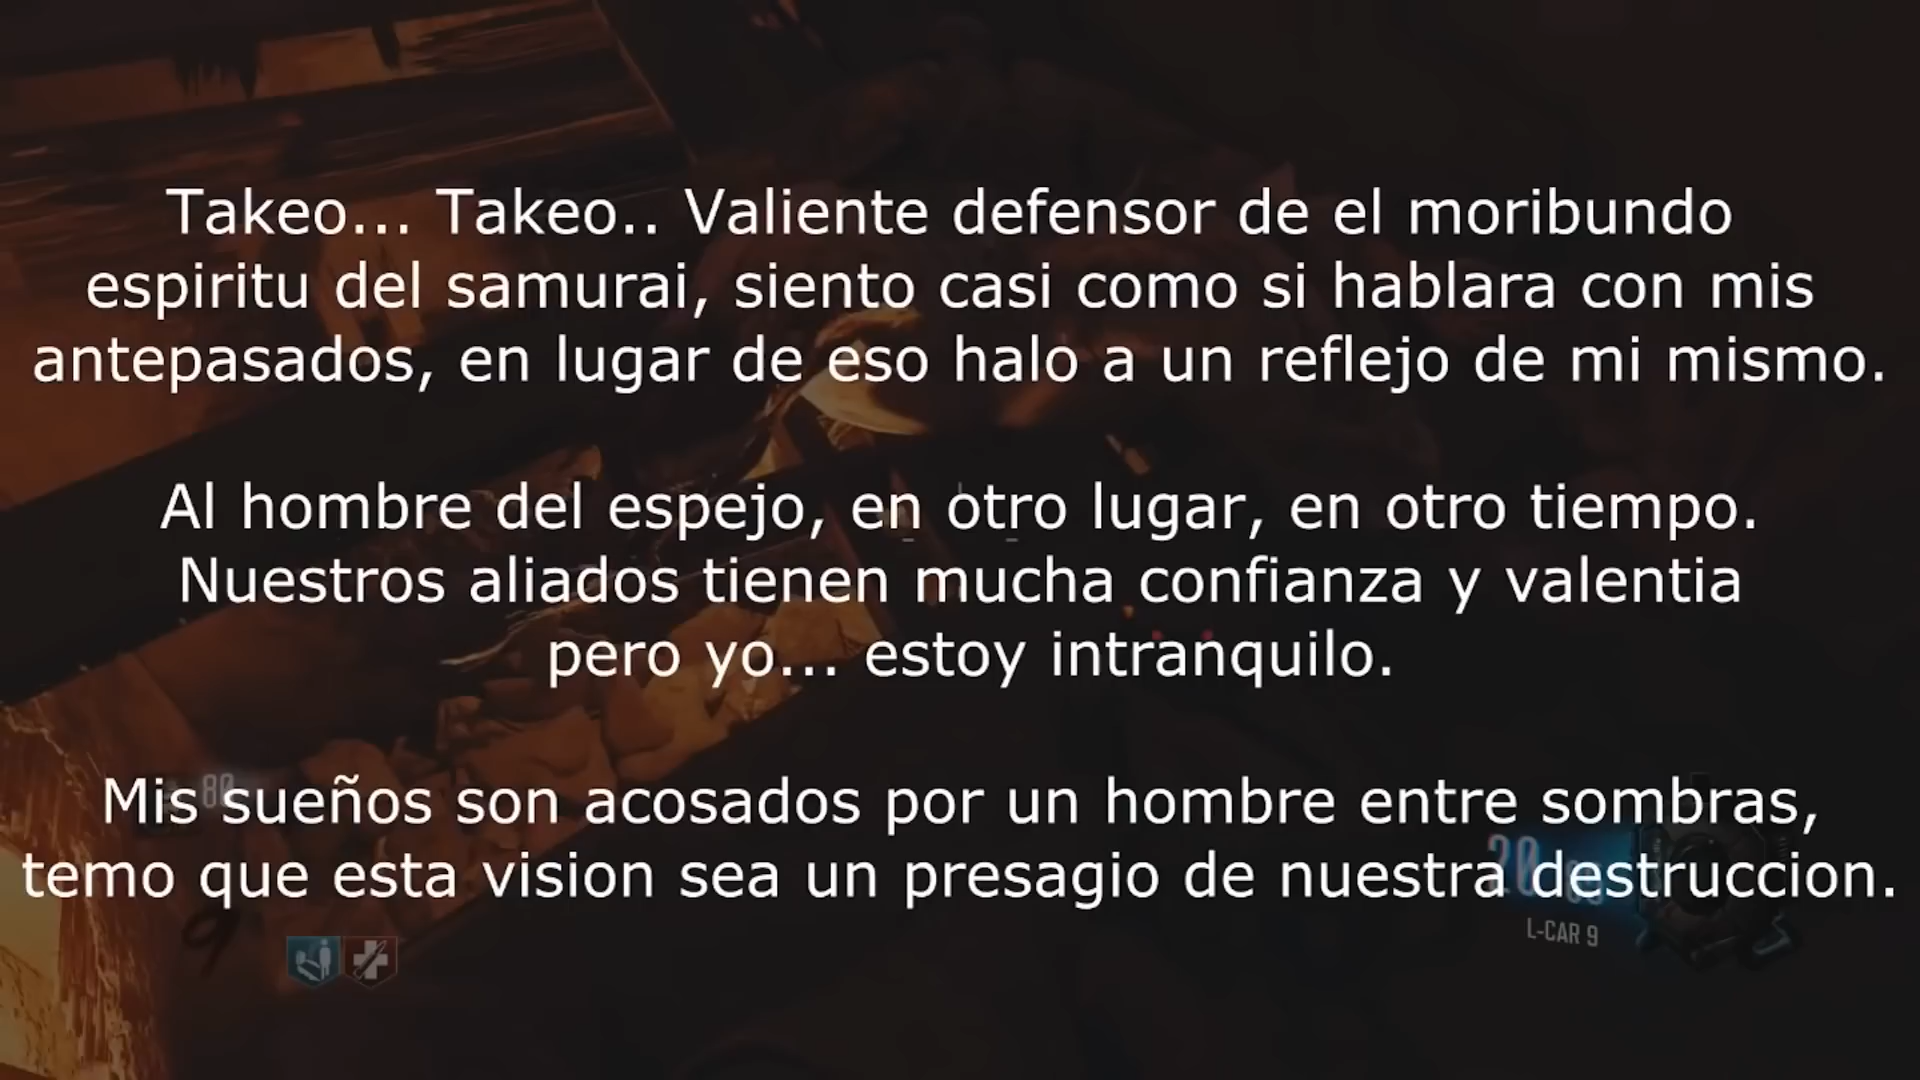 Takeo... Takeo.. Valiente defensor de el moribundo
espiritu del samurai, siento casi como si hablara con mis
antepasados, en lugar de eso halo a un reflejo de mi mismo.
Al hombre del espejo, en otro lugar, en otro tiempo.
Nuestros aliados tienen mucha confianza y valentia
pero yo... estoy intranquilo.
Mis sueños son acosados por un hombre entre sombras,
temo que esta vision sea un presagio de nuestra destruccion.
80
20
L-CAR 9